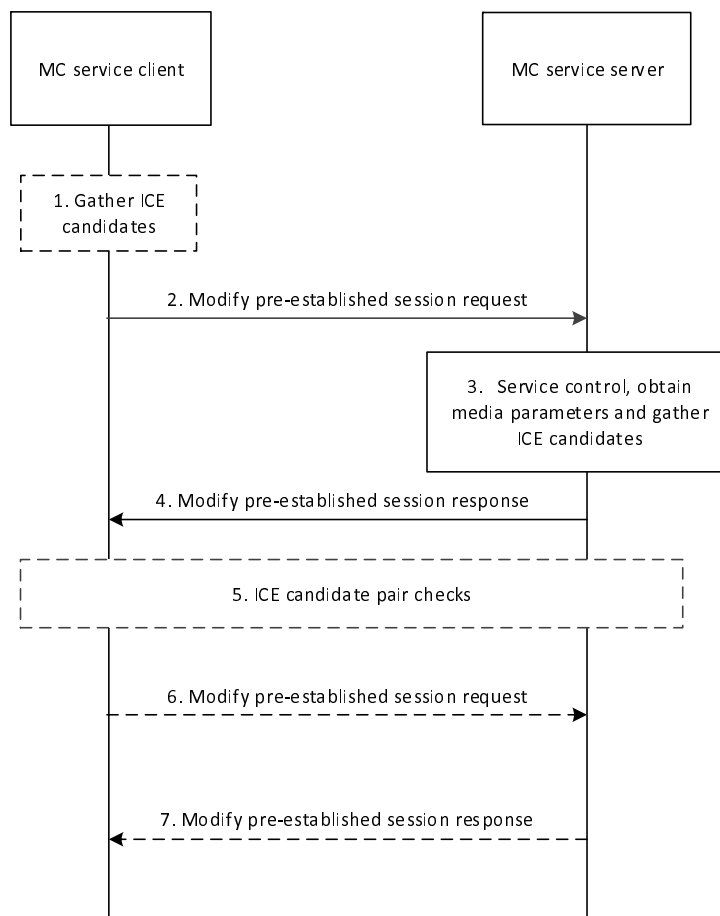 MC service client
MC service server
1. Gather ICE
candidates
2. Modify pre-established session request
3. Service control, obtain
media parameters and gather
ICE candidates
4. Modify pre-established session response
5. ICE candidate pair checks
6. Modify pre-established session request
7. Modify pre-established session response